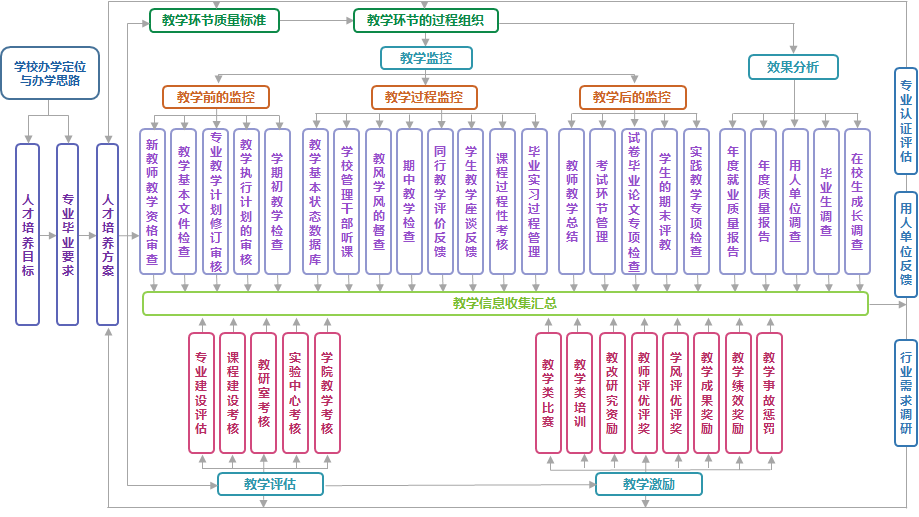 教学环节质量标准
教学环节的过程组织
学校办学定位
与办学思路
教学监控
效果分析
专业认证评估
教学前的监控
教学过程监控
教学后的监控
人才培养目标
专业毕业要求
人才培养方案
新教师教学资格审查
教学基本文件检查
专业教学计划修订审核
教学执行计划的审核
学期初教学检查
教学基本状态数据库
学校管理干部听课
教风学风的督查
期中教学检查
同行教学评价反馈
学生教学座谈反馈
课程过程性考核
毕业实习过程管理
教师教学总结
考试环节管理
试卷毕业论文专项检查
学生的期末评教
实践教学专项检查
年度就业质量报告
年度质量报告
用人单位调查
毕业生调查
在校生成长调查
用人单位反馈
教学信息收集汇总
专业建设评估
课程建设考核
教研室考核
实验中心考核
学院教学考核
教学类比赛
教学类培训
教改研究资励
教师评优评奖
学风评优评奖
教学成果奖励
教学绩效奖励
教学事故惩罚
行业需求调研
教学评估
教学激励